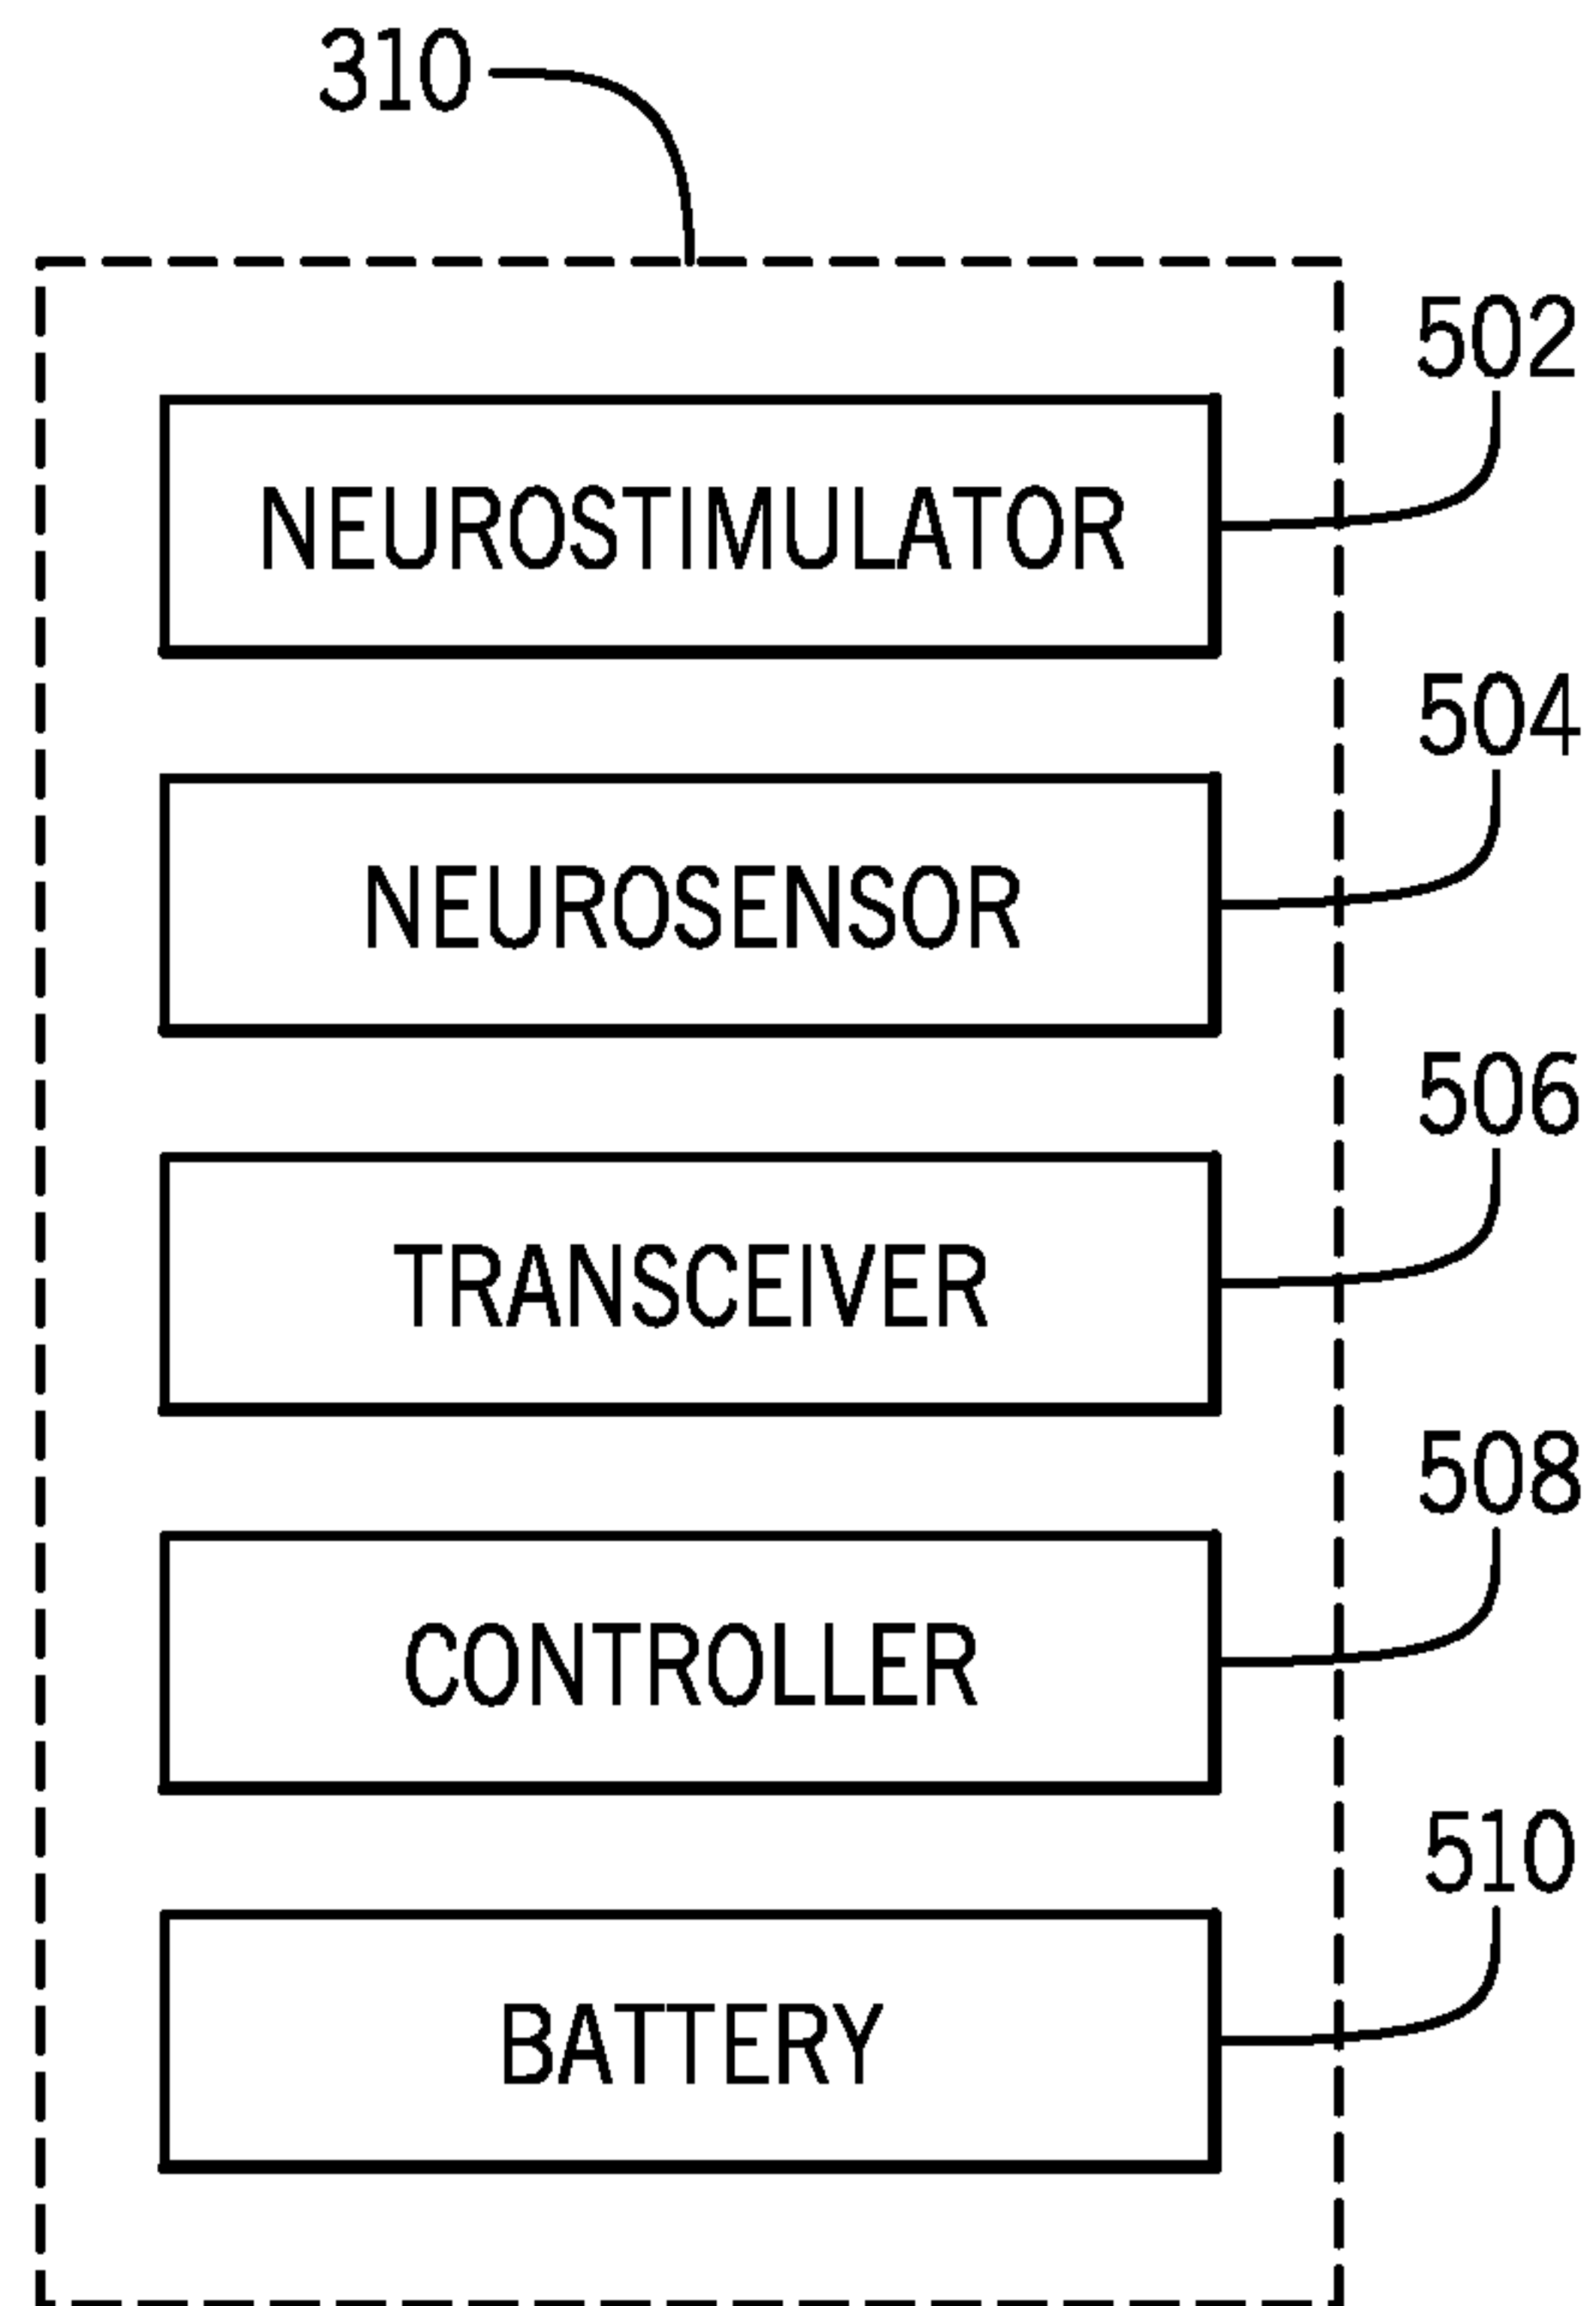 310
502
NEUROSTIMULATOR
504
NEUROSENSOR
506
TRANSCEIVER
508
CONTROLLER
510
BATTERY